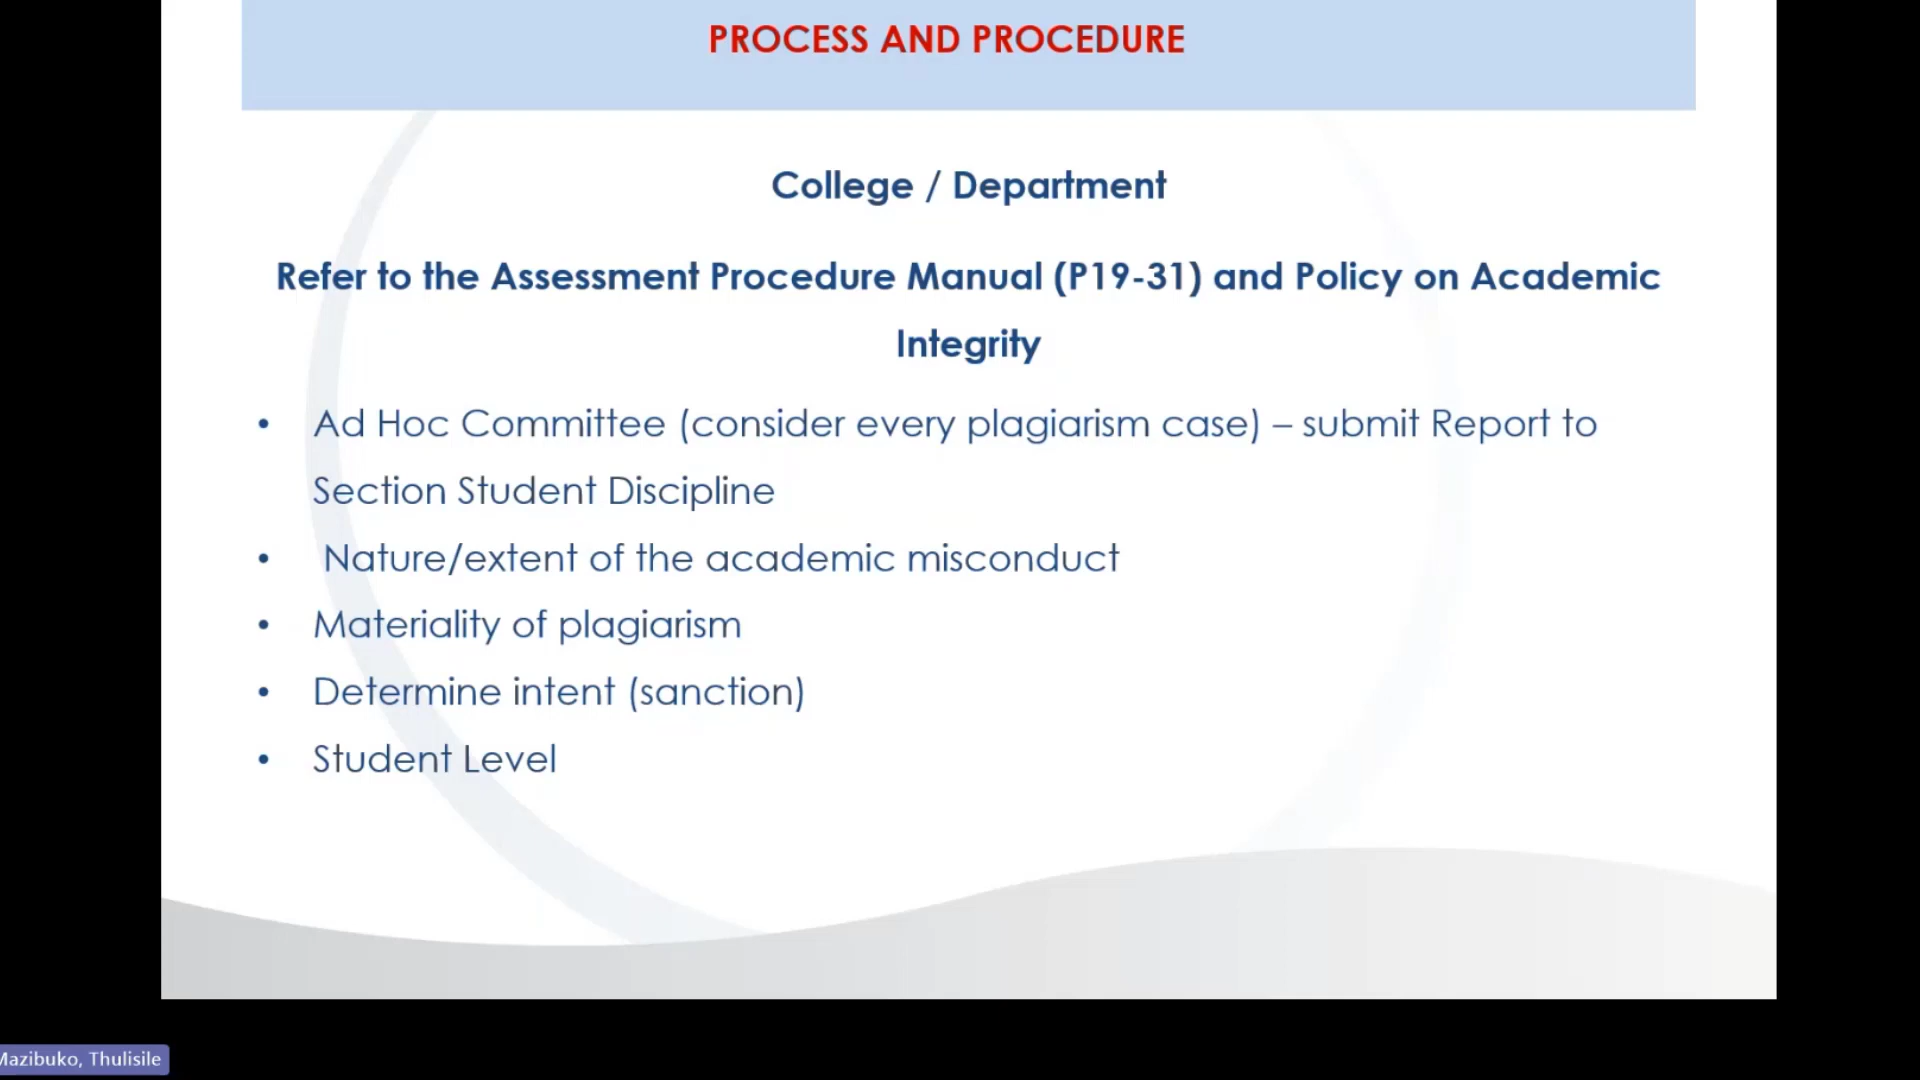 PROCESS AND PROCEDURE
College / Department
Refer to the Assessment Procedure Manual (P19-31) and Policy on Academic
Integrity
• Ad Hoc Committee (consider every plagiarism case) – submit Report to
Section Student Discipline
• Nature/extent of the academic misconduct
• Materiality of plagiarism
• Determine intent (sanction)
• Student Level
Mazibuko, Thulisile